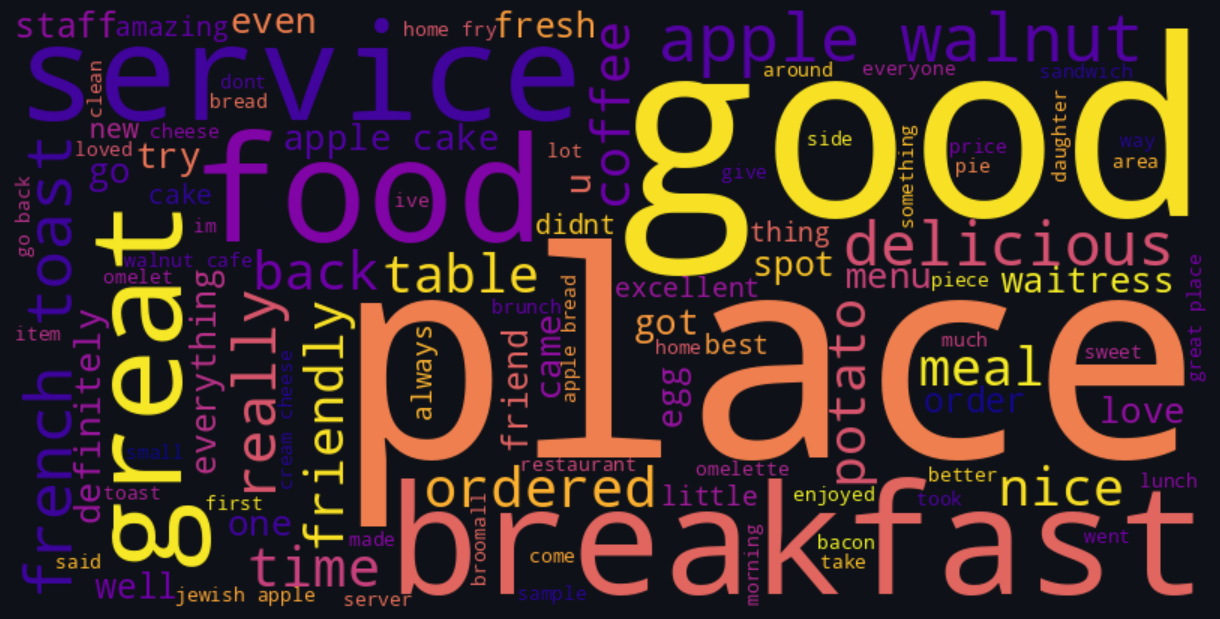 staff
amazing
even
home fry
fresh
service
coffee
apple walnut
good
around
everyone
sandwich
clean
dont
bread
new
cheese
apple cake
loved
try
go
cake
food
ive
im
lot
u
side
something
give
price
pie
daughter
way
area
go back
french toast
great
walnut cafe
omelet
back
table
didnt
thing
spot
delicious
menu
piece
waitress
excellent
brunch
item
definitely
everything
really
cream cheese
friendly
place
always
friend
came
apple bread
got
home
best
egg
potato
much
meal
order
sweet
love
great place
small
toast
first
one
made
time
said
well
jewish apple
server
ordered
restaurant
little
omelette
enjoyed
better
took
nice
lunch
breakfast
broomall
come
sample
morning
bacon
take
went